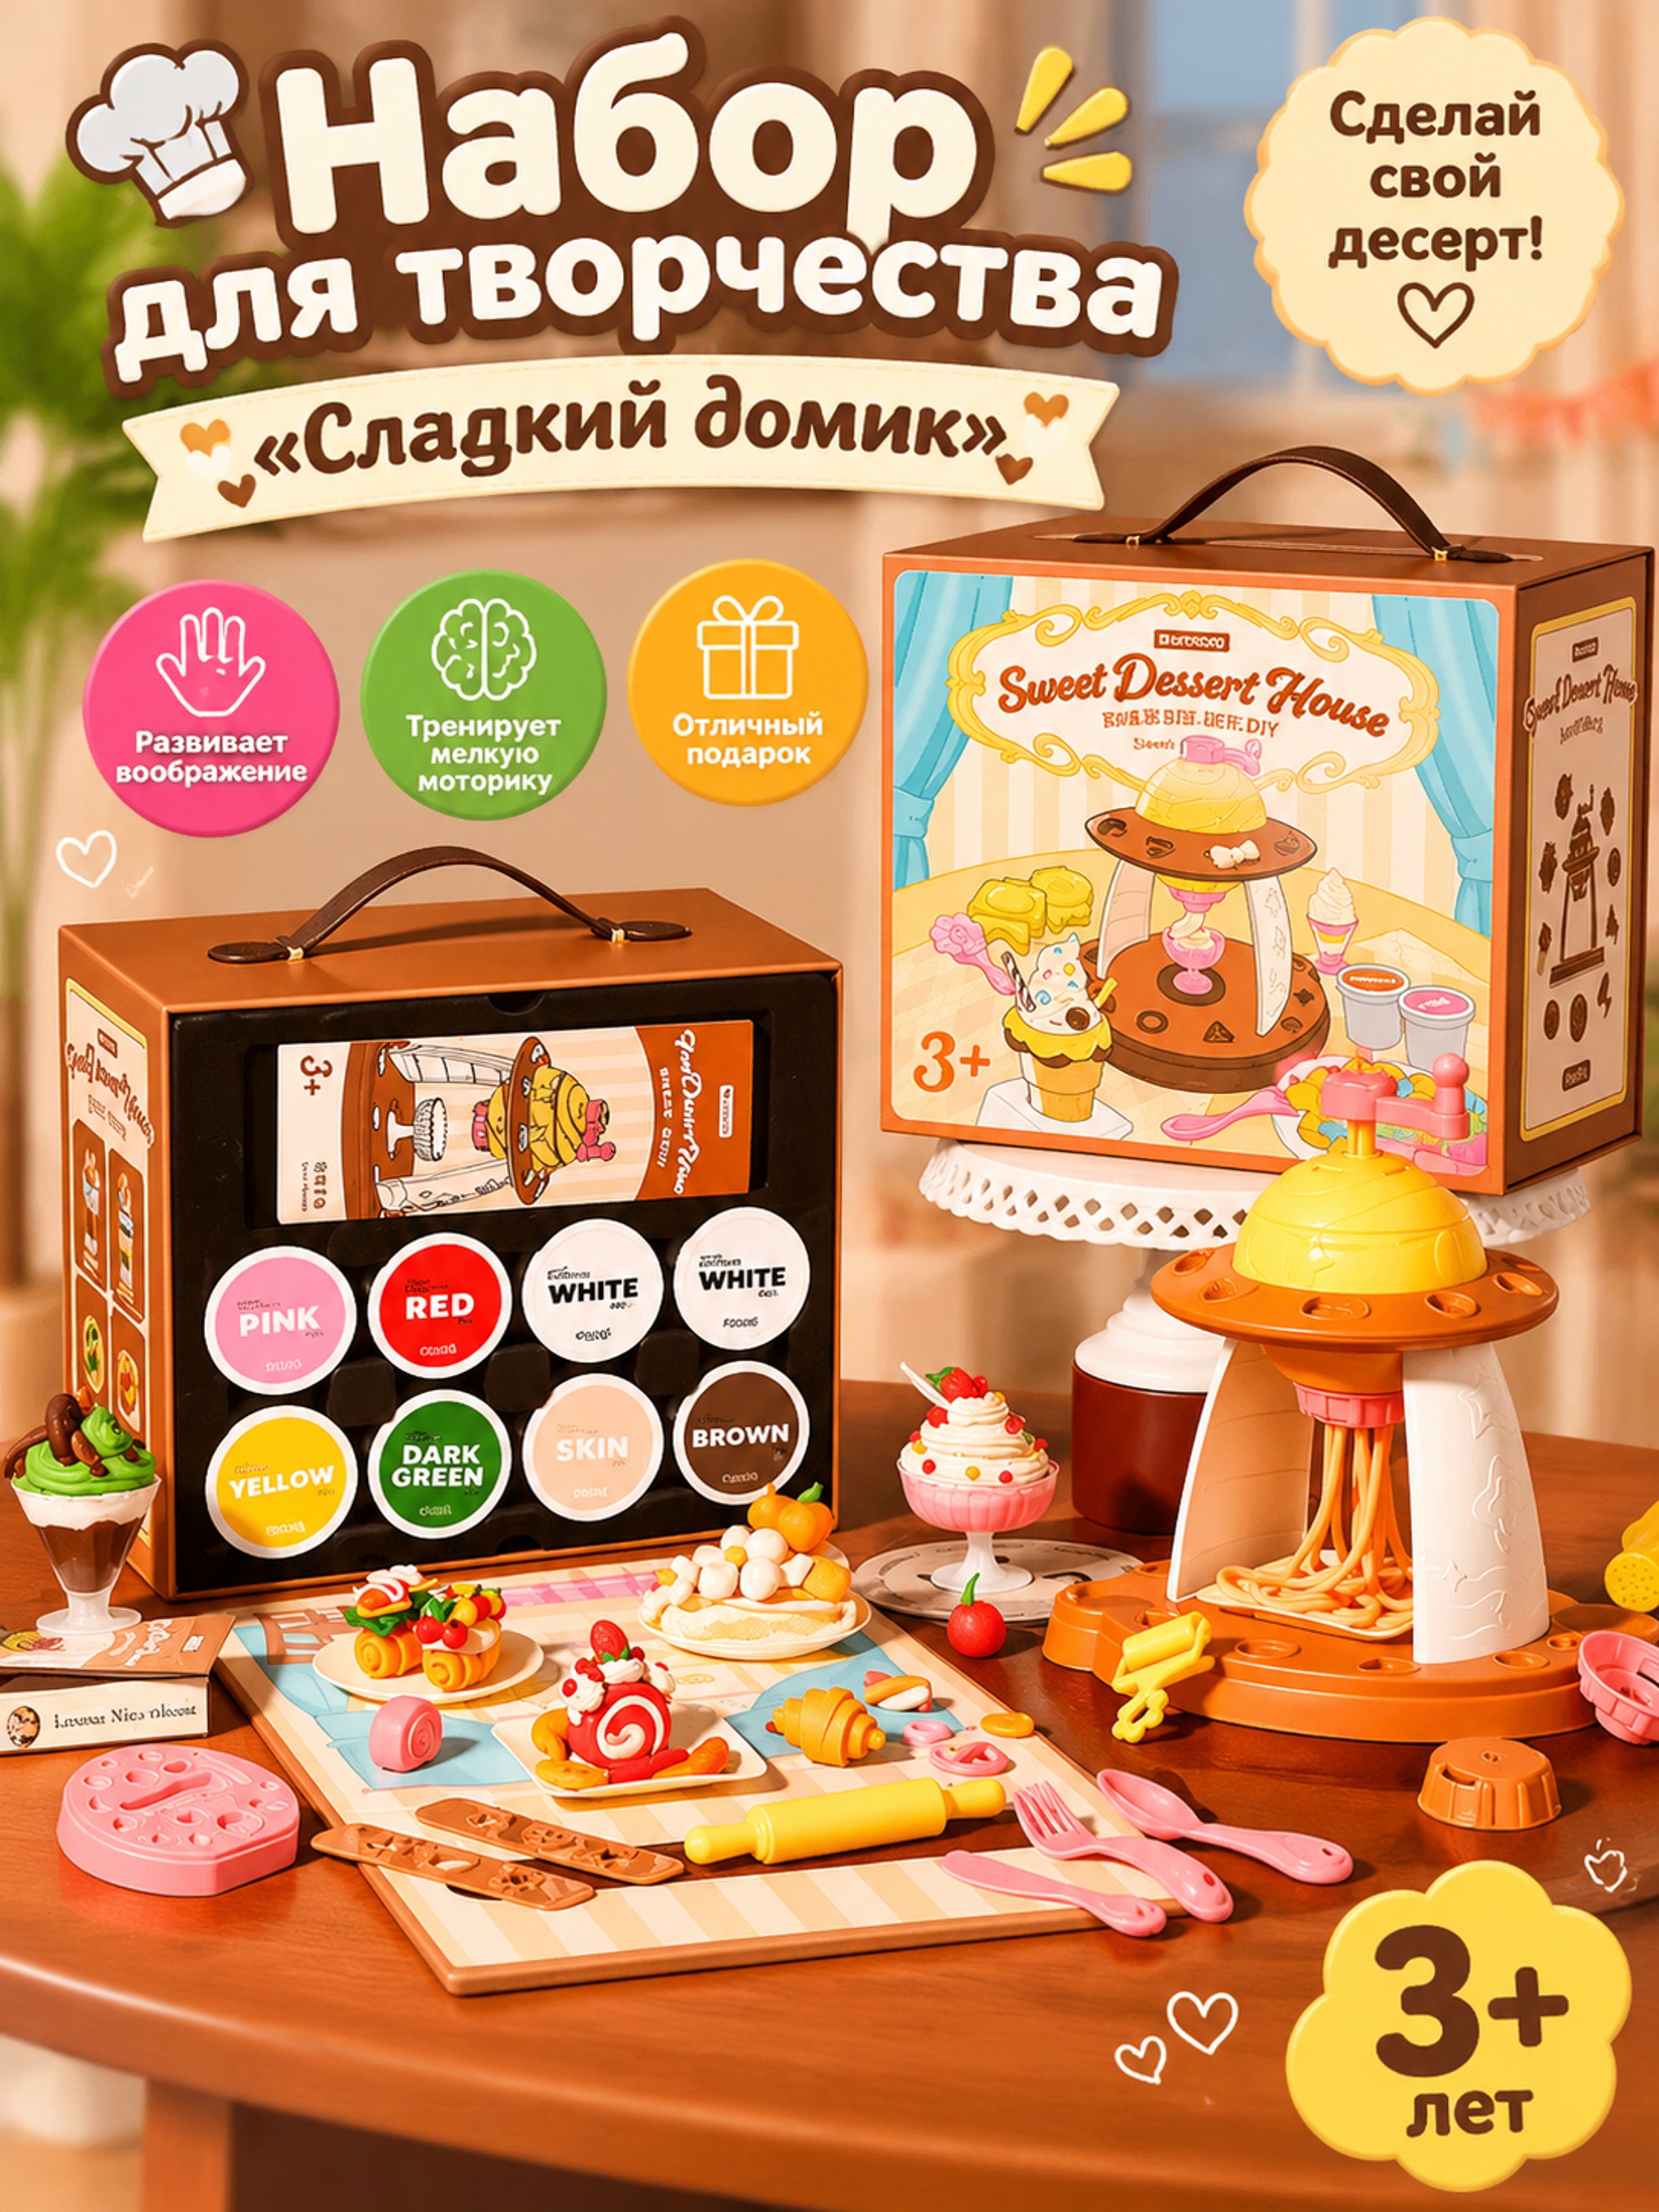 Набор
для творчества
«Сладкий домик»
Сделай
свой
десерт!
Развивает
воображение
Тренирует
мелкую
моторику
Отличный
подарок
Sweet Dessert House
3+
3+
PINK
RED
WHITE
WHITE
YELLOW
DARK
GREEN
SKIN
BROWN
3+
лет